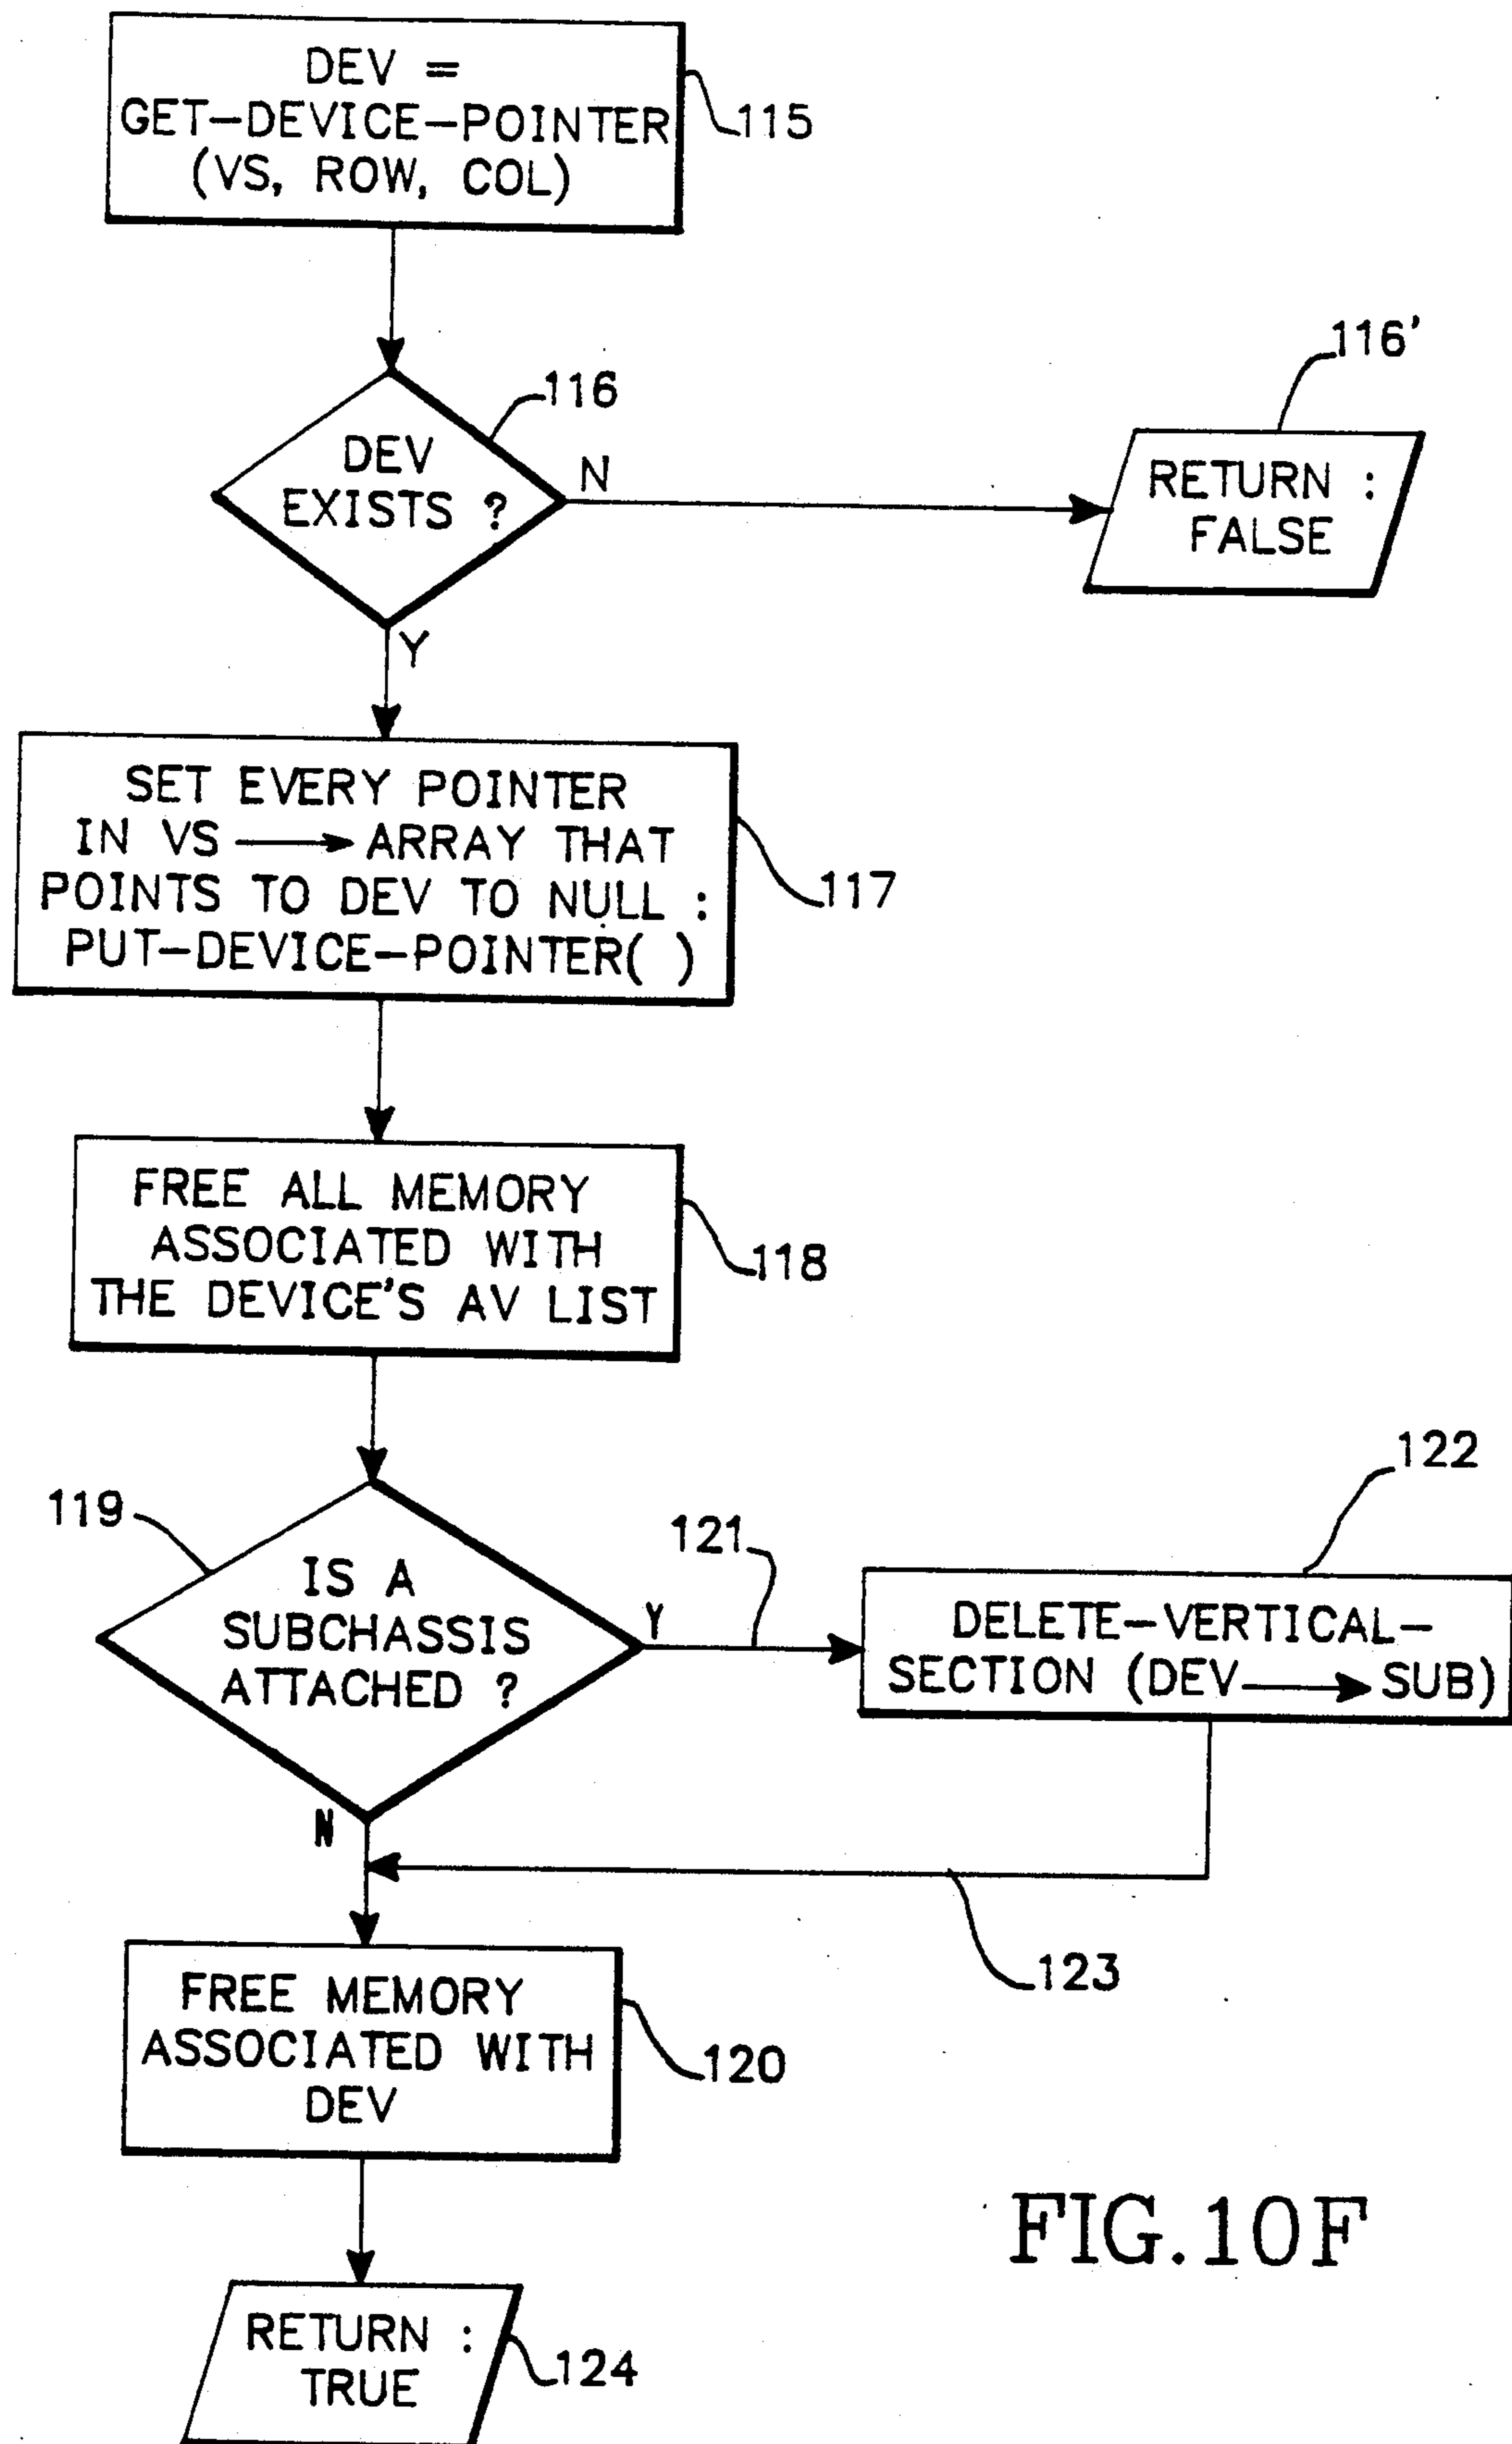 DEV =
GET-DEVICE-POINTER
(VS, ROW, COL)
115
116
116'
DEV
EXISTS ?
N
RETURN :
FALSE
Y
SET EVERY POINTER
IN VS → ARRAY THAT
POINTS TO DEV TO NULL :
PUT-DEVICE-POINTER( )
117
FREE ALL MEMORY
ASSOCIATED WITH
THE DEVICE'S AV LIST
118
119
IS A
SUBCHASSIS
ATTACHED ?
Y
121
122
DELETE-VERTICAL-
SECTION (DEV → SUB)
N
123
FREE MEMORY
ASSOCIATED WITH
DEV
120
RETURN :
TRUE
124
FIG. 10F